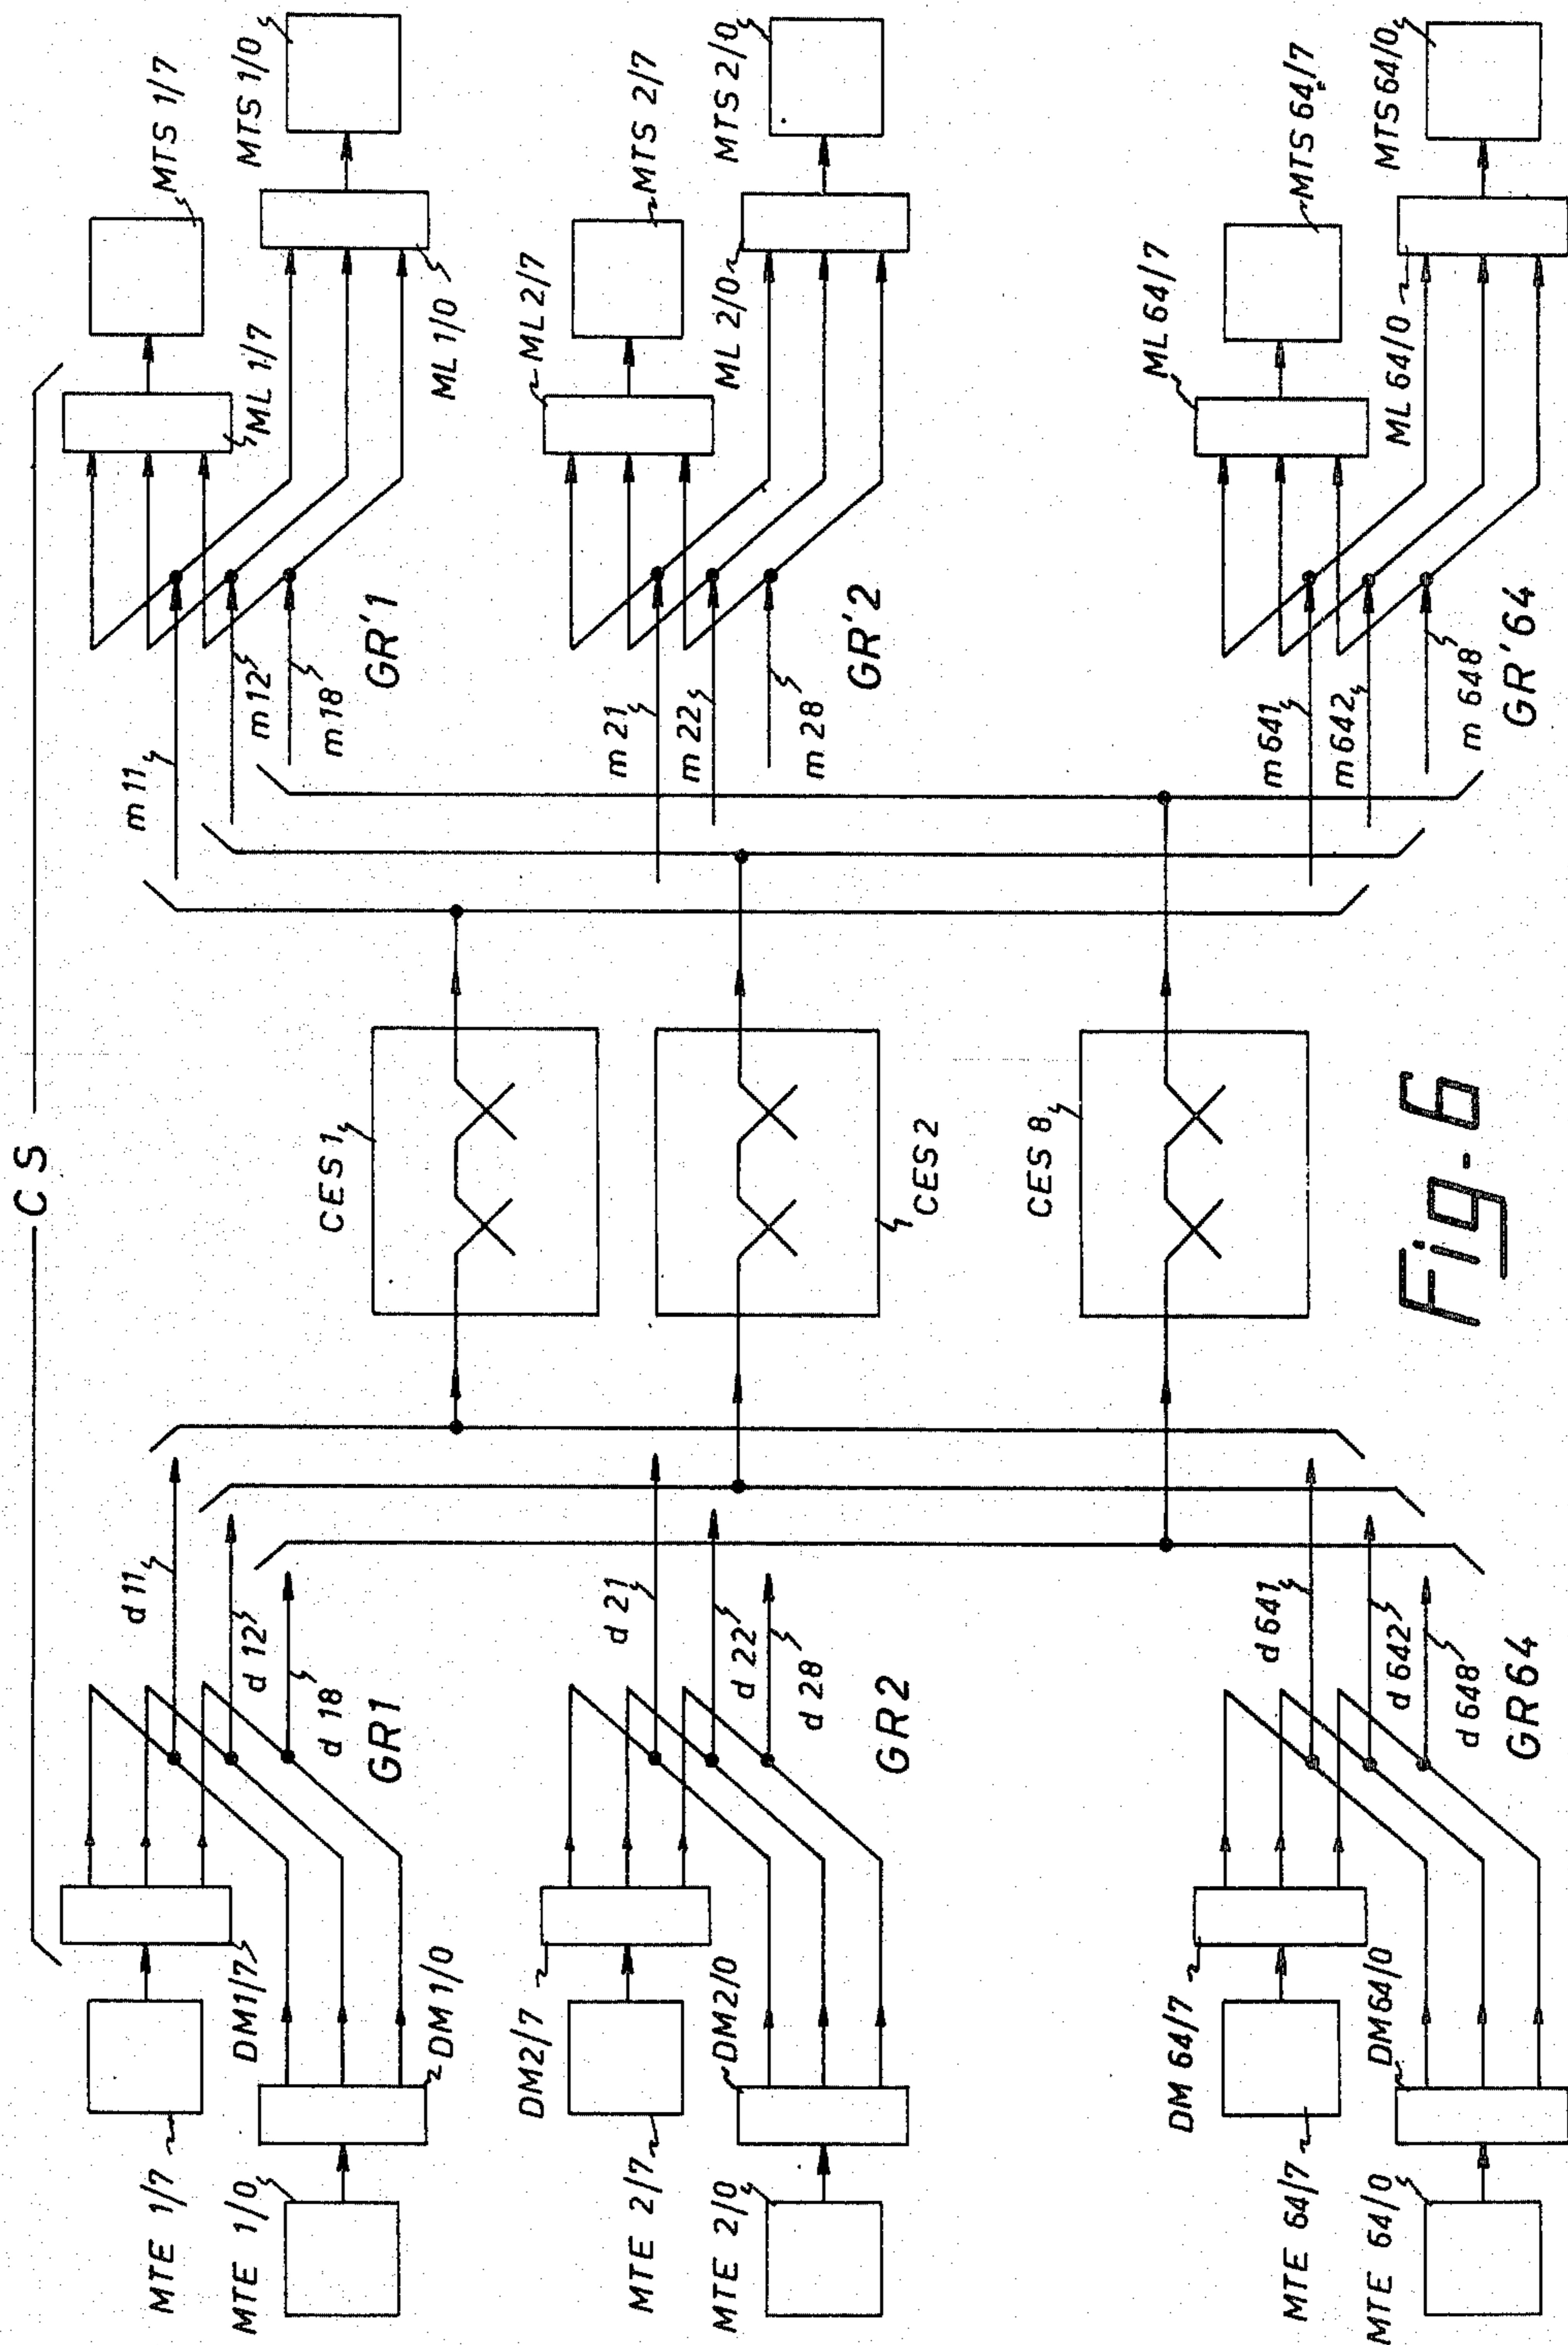 CS
MTE 1/7
MTE 1/0
DM1/7
DM 1/0
d 11
d 12
d 18
GR1
MTE 2/7
MTE 2/0
DM2/7
DM2/0
d 21
d 22
d 28
GR2
MTE 64/7
MTE 64/0
DM 64/7
DM64/0
d 641
d 642
d 648
GR64
CES 1
CES 2
CES 8
m 11
m 12
m 18
GR'1
ML 1/7
ML 1/0
MTS 1/7
MTS 1/0
m 21
m 22
m 28
GR'2
ML 2/7
ML 2/0
MTS 2/7
MTS 2/0
m 641
m 642
m 648
GR'64
ML 64/7
ML 64/0
MTS 64/7
MTS 64/0
Fig-6